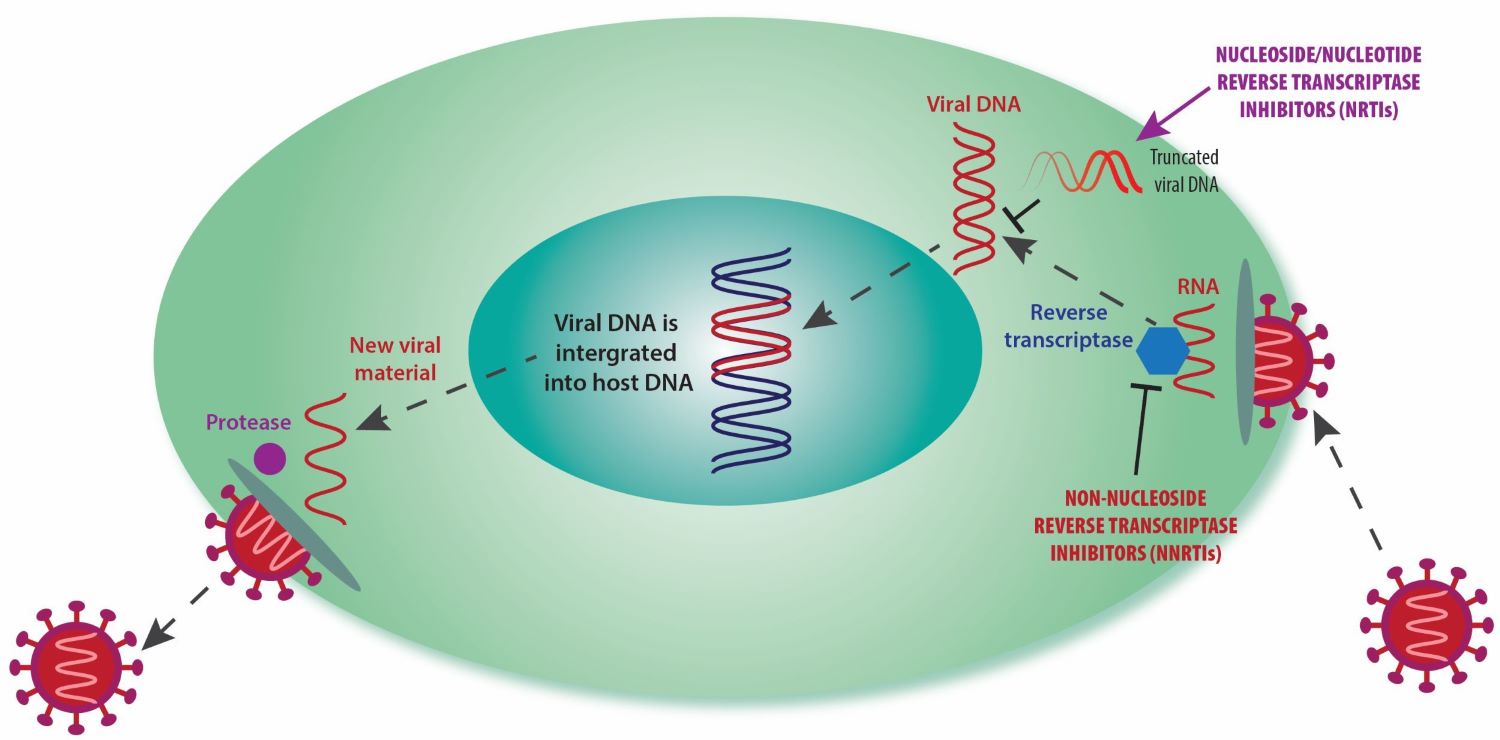 NUCLEOSIDE/NUCLEOTIDE
REVERSE TRANSCRIPTASE
INHIBITORS (NRTIs)
Viral DNA
Truncated
viral DNA
RNA
Reverse
transcriptase
Viral DNA is
intergrated
into host DNA
New viral
material
Protease
NON-NUCLEOSIDE
REVERSE TRANSCRIPTASE
INHIBITORS (NNRTIs)